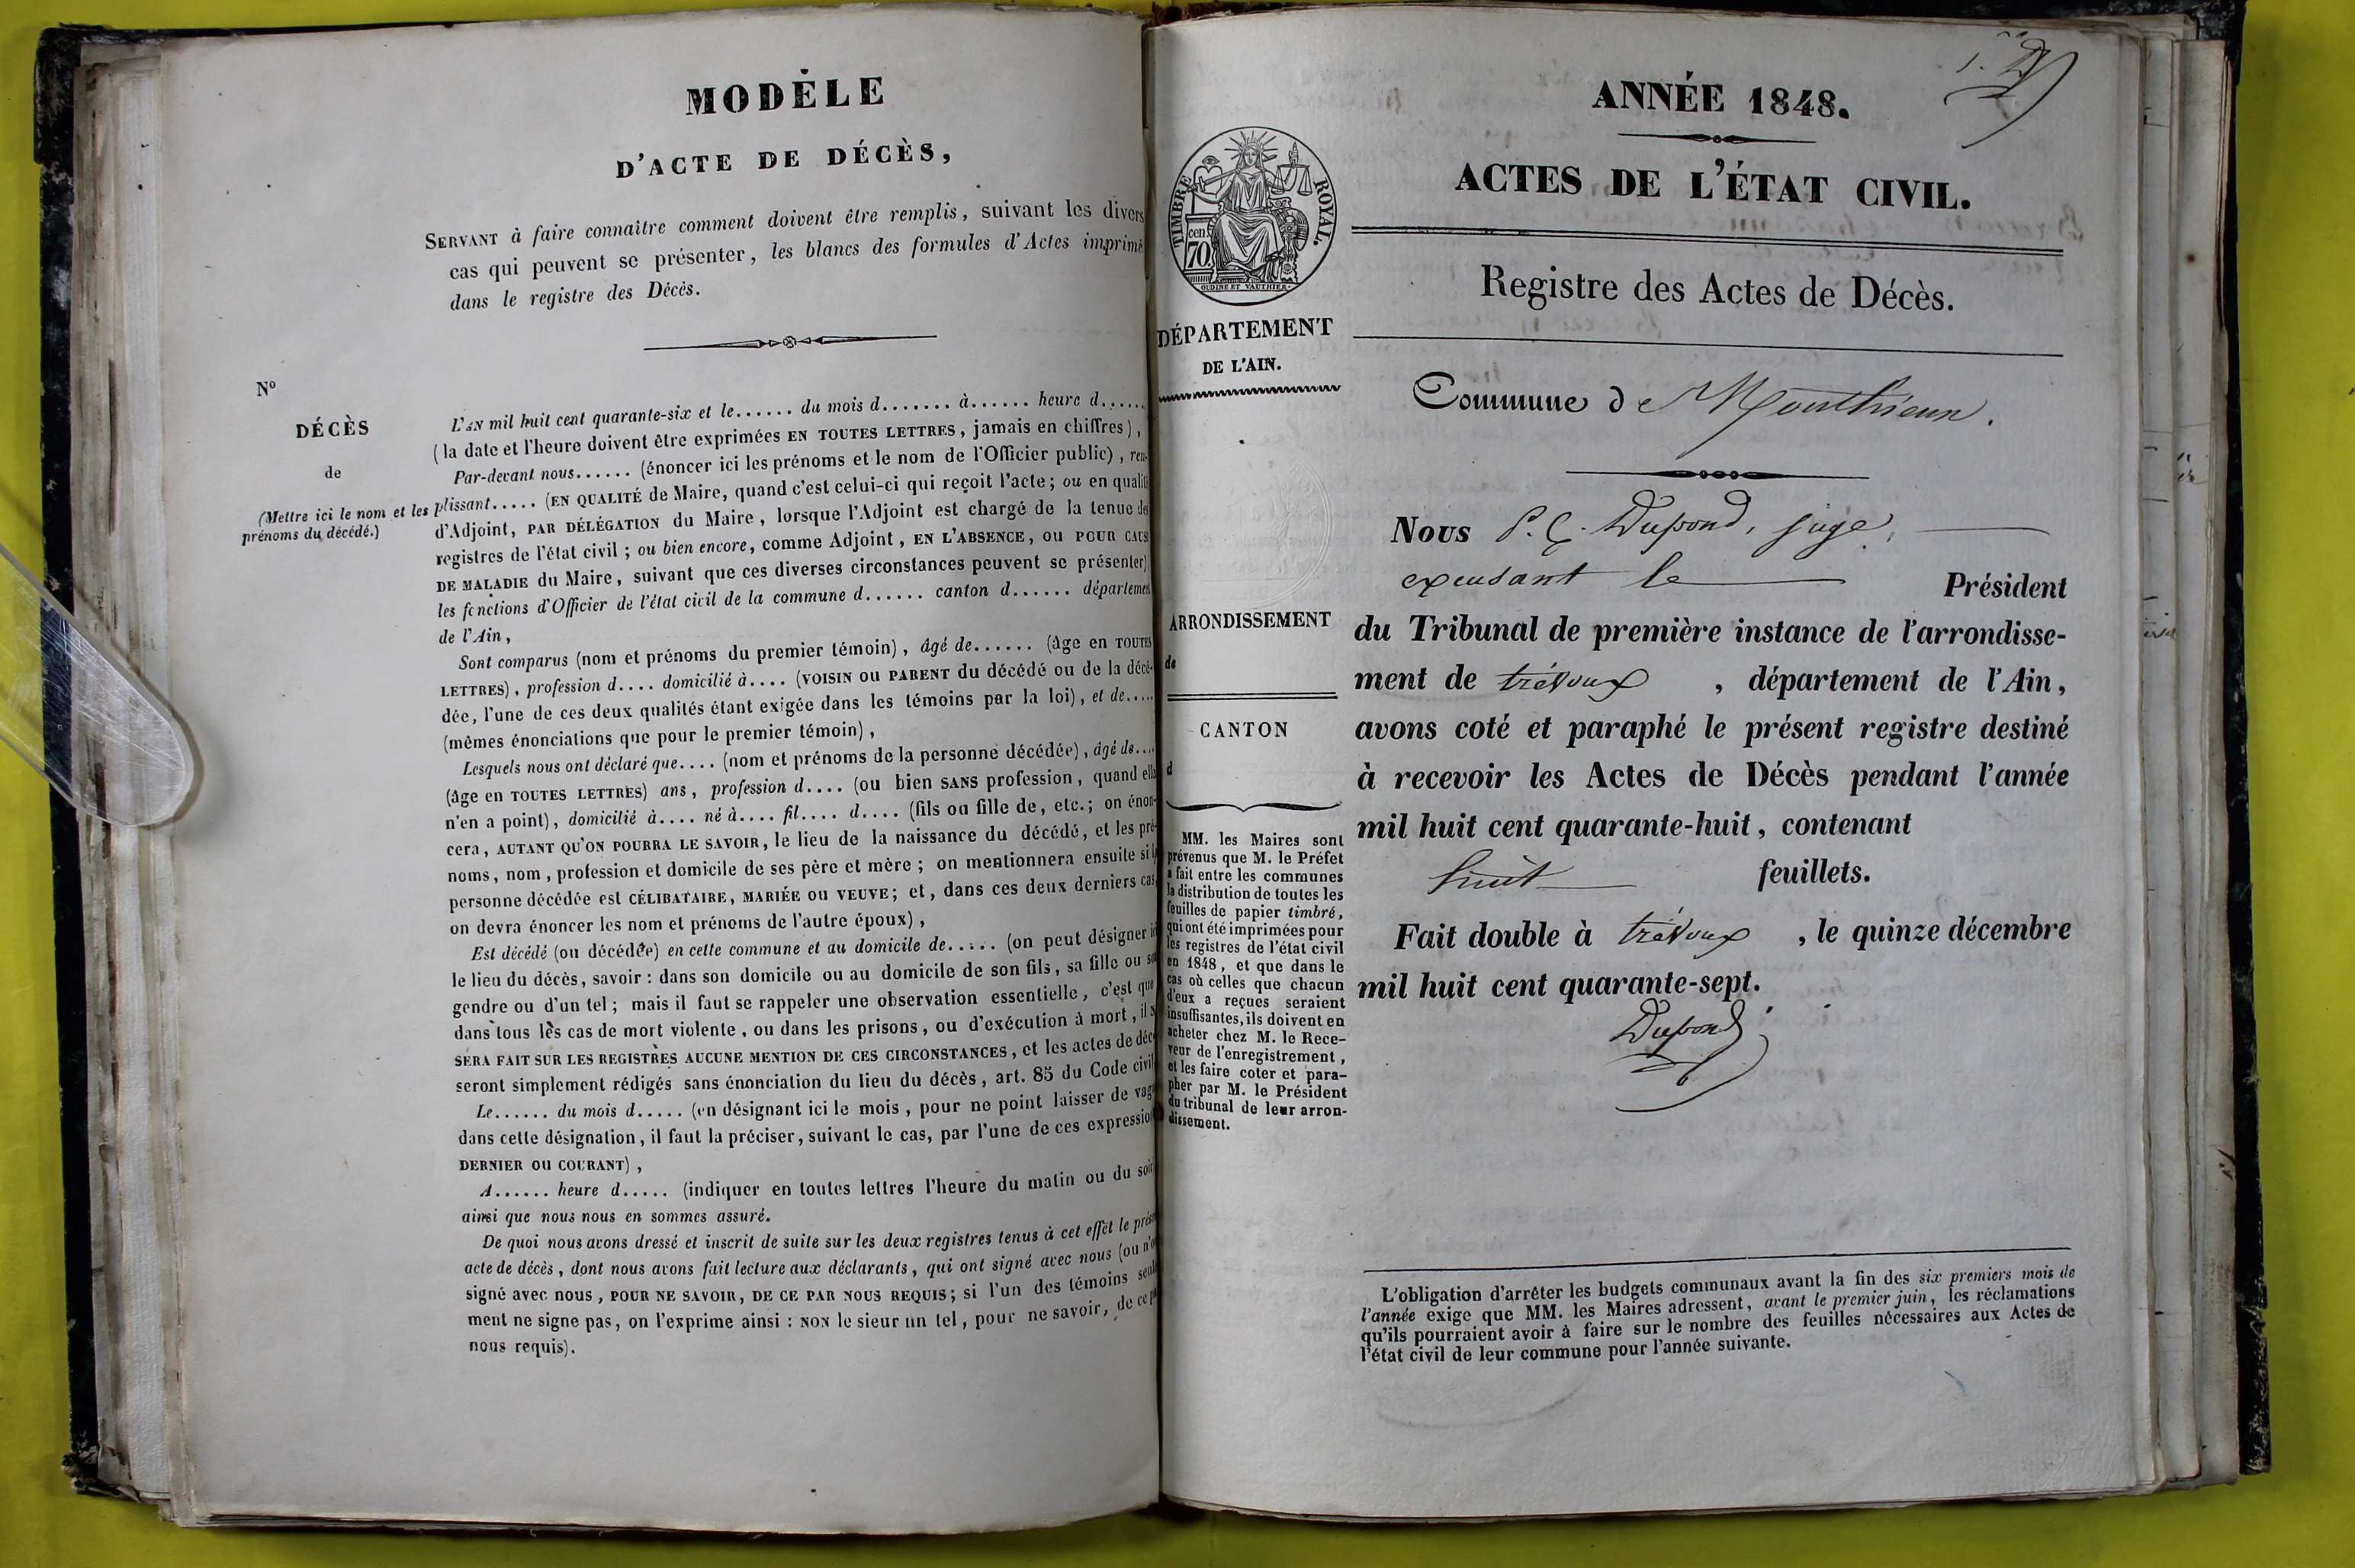 MODÈLE
D'ACTE DE DÉCÈS,
SERVANT à faire connaître comment doivent être remplis, suivant les divers
cas qui peuvent se présenter, les blancs des formules d'Actes imprimé
dans le registre des Décès.
No
DÉCÈS
de
(Mettre ici le nom et les
prénoms du décédé.)
L'AN mil huit cent quarante-six et le...... du mois d....... à...... heure d......
(la date et l'heure doivent être exprimées EN TOUTES LETTRES, jamais en chiffres),
Par-devant nous...... (énoncer ici les prénoms et le nom de l'Officier public), rem-
plissant..... (EN QUALITÉ de Maire, quand c'est celui-ci qui reçoit l'acte; ou en qualité
d'Adjoint, PAR DÉLÉGATION du Maire, lorsque l'Adjoint est chargé de la tenue des
registres de l'état civil; ou bien encore, comme Adjoint, EN L'ABSENCE, OU POUR CAUS
DE MALADIE du Maire, suivant que ces diverses circonstances peuvent se présenter)
les fonctions d'Officier de l'état civil de la commune d...... canton d...... département
de l'Ain,
Sont comparus (nom et prénoms du premier témoin), âgé de...... (âge en TOUTES
LETTRES), profession d.... domicilié à.... (VOISIN OU PARENT du décédé ou de la décé-
dée, l'une de ces deux qualités étant exigée dans les témoins par la loi), et de.....
(mêmes énonciations que pour le premier témoin),
Lesquels nous ont déclaré que.... (nom et prénoms de la personne décédée), âgé de...
(âge en TOUTES LETTRES) ans, profession d.... (ou bien SANS profession, quand elle
n'en a point), domicilié à.... né à.... fil.... d.... (fils ou fille de, etc.; on énon-
cera, AUTANT QU'ON POURRA LE SAVOIR, le lieu de la naissance du décédé, et les pré-
noms, nom, profession et domicile de ses père et mère; on mentionnera ensuite si l
personne décédée est CÉLIBATAIRE, MARIÉE OU VEUVE; et, dans ces deux derniers cas
on devra énoncer les nom et prénoms de l'autre époux),
Est décédé (ou décédée) en cette commune et au domicile de..... (on peut désigner i
le lieu du décès, savoir: dans son domicile ou au domicile de son fils, sa fille ou s
gendre ou d'un tel; mais il faut se rappeler une observation essentielle, c'est que
dans tous lès cas de mort violente, ou dans les prisons, ou d'exécution à mort, il n
SERA FAIT SUR LES REGISTRES AUCUNE MENTION DE CES CIRCONSTANCES, et les actes de déc
seront simplement rédigés sans énonciation du lieu du décès, art. 85 du Code civil
Le...... du mois d..... (en désignant ici le mois, pour ne point laisser de vag
dans cette désignation, il faut la préciser, suivant le cas, par l'une de ces expression
DERNIER OU COURANT),
A...... heure d..... (indiquer en toutes lettres l'heure du matin ou du soir
ainsi que nous nous en sommes assuré.
De quoi nous avons dressé et inscrit de suite sur les deux registres tenus à cet effet le prés
acte de décès, dont nous avons fait lecture aux déclarants, qui ont signé avec nous (ou n'o
signé avec nous, POUR NE SAVOIR, DE CE PAR NOUS REQUIS; si l'un des témoins seule
ment ne signe pas, on l'exprime ainsi: NON le sieur un tel, pour ne savoir, de ce p
nous requis).
TIMBRE ROYAL.
cen
70
OUDINE ET VAUTHIER
DÉPARTEMENT
DE L'AIN.
ARRONDISSEMENT
de
CANTON
d
MM. les Maires sont
prévenus que M. le Préfet
a fait entre les communes
la distribution de toutes les
feuilles de papier timbré,
qui ont été imprimées pour
les registres de l'état civil
en 1848, et que dans le
cas où celles que chacun
d'eux a reçues seraient
insuffisantes, ils doivent en
acheter chez M. le Rece-
veur de l'enregistrement,
et les faire coter et para-
pher par M. le Président
du tribunal de leur arron-
dissement.
ANNÉE 1848.
ACTES DE L'ÉTAT CIVIL.
Registre des Actes de Décès.
Commune de Monthieux.
Nous P. C. Dupond, juge,
excusant le Président
du Tribunal de première instance de l'arrondisse-
ment de trévoux, département de l'Ain,
avons coté et paraphé le présent registre destiné
à recevoir les Actes de Décès pendant l'année
mil huit cent quarante-huit, contenant
huit feuillets.
Fait double à trévoux, le quinze décembre
mil huit cent quarante-sept.
Dupond
L'obligation d'arrêter les budgets communaux avant la fin des six premiers mois de
l'année exige que MM. les Maires adressent, avant le premier juin, les réclamations
qu'ils pourraient avoir à faire sur le nombre des feuilles nécessaires aux Actes de
l'état civil de leur commune pour l'année suivante.